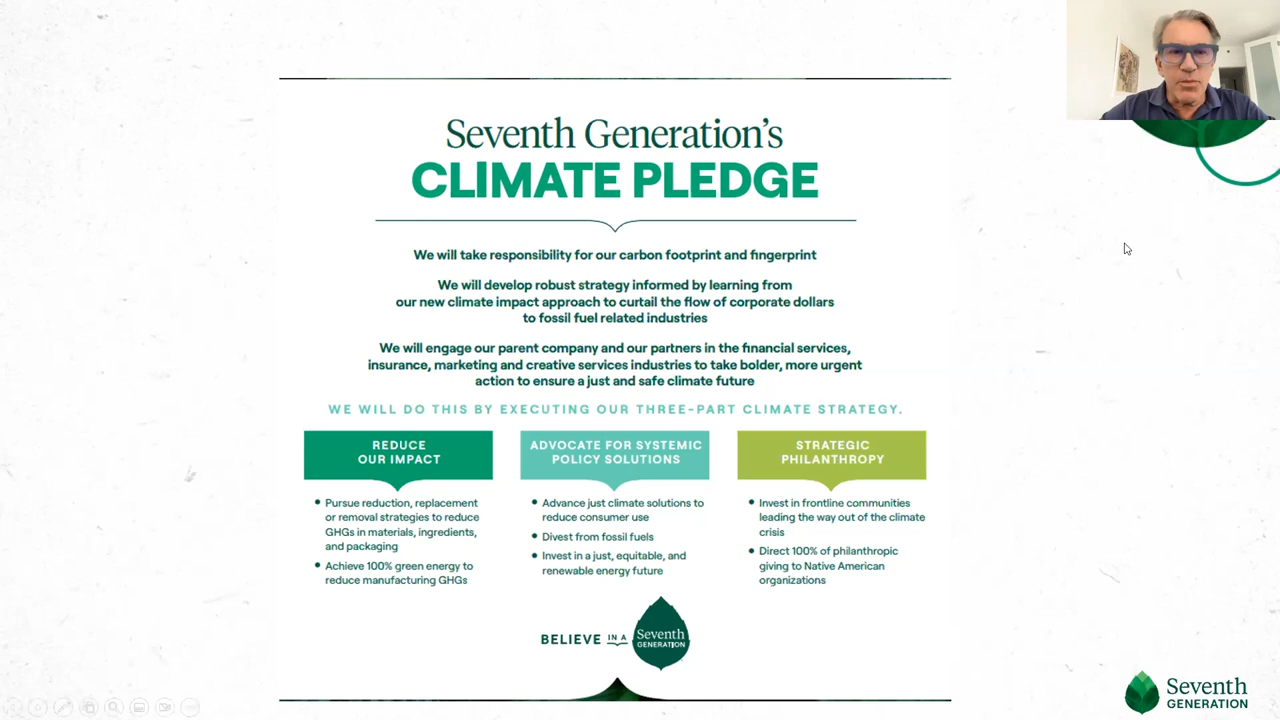 Seventh Generation's
CLIMATE PLEDGE
We will take responsibility for our carbon footprint and fingerprint
We will develop robust strategy informed by learning from
our new climate impact approach to curtail the flow of corporate dollars
to fossil fuel related industries
We will engage our parent company and our partners in the financial services,
insurance, marketing and creative services industries to take bolder, more urgent
action to ensure a just and safe climate future
WE WILL DO THIS BY EXECUTING OUR THREE-PART CLIMATE STRATEGY.
REDUCE
OUR IMPACT
• Pursue reduction, replacement
or removal strategies to reduce
GHGs in materials, ingredients,
and packaging
• Achieve 100% green energy to
reduce manufacturing GHGs
ADVOCATE FOR SYSTEMIC
POLICY SOLUTIONS
• Advance just climate solutions to
reduce consumer use
• Divest from fossil fuels
• Invest in a just, equitable, and
renewable energy future
STRATEGIC
PHILANTHROPY
• Invest in frontline communities
leading the way out of the climate
crisis
• Direct 100% of philanthropic
giving to Native American
organizations
BELIEVE IN A
Seventh
GENERATION
Seventh
GENERATION